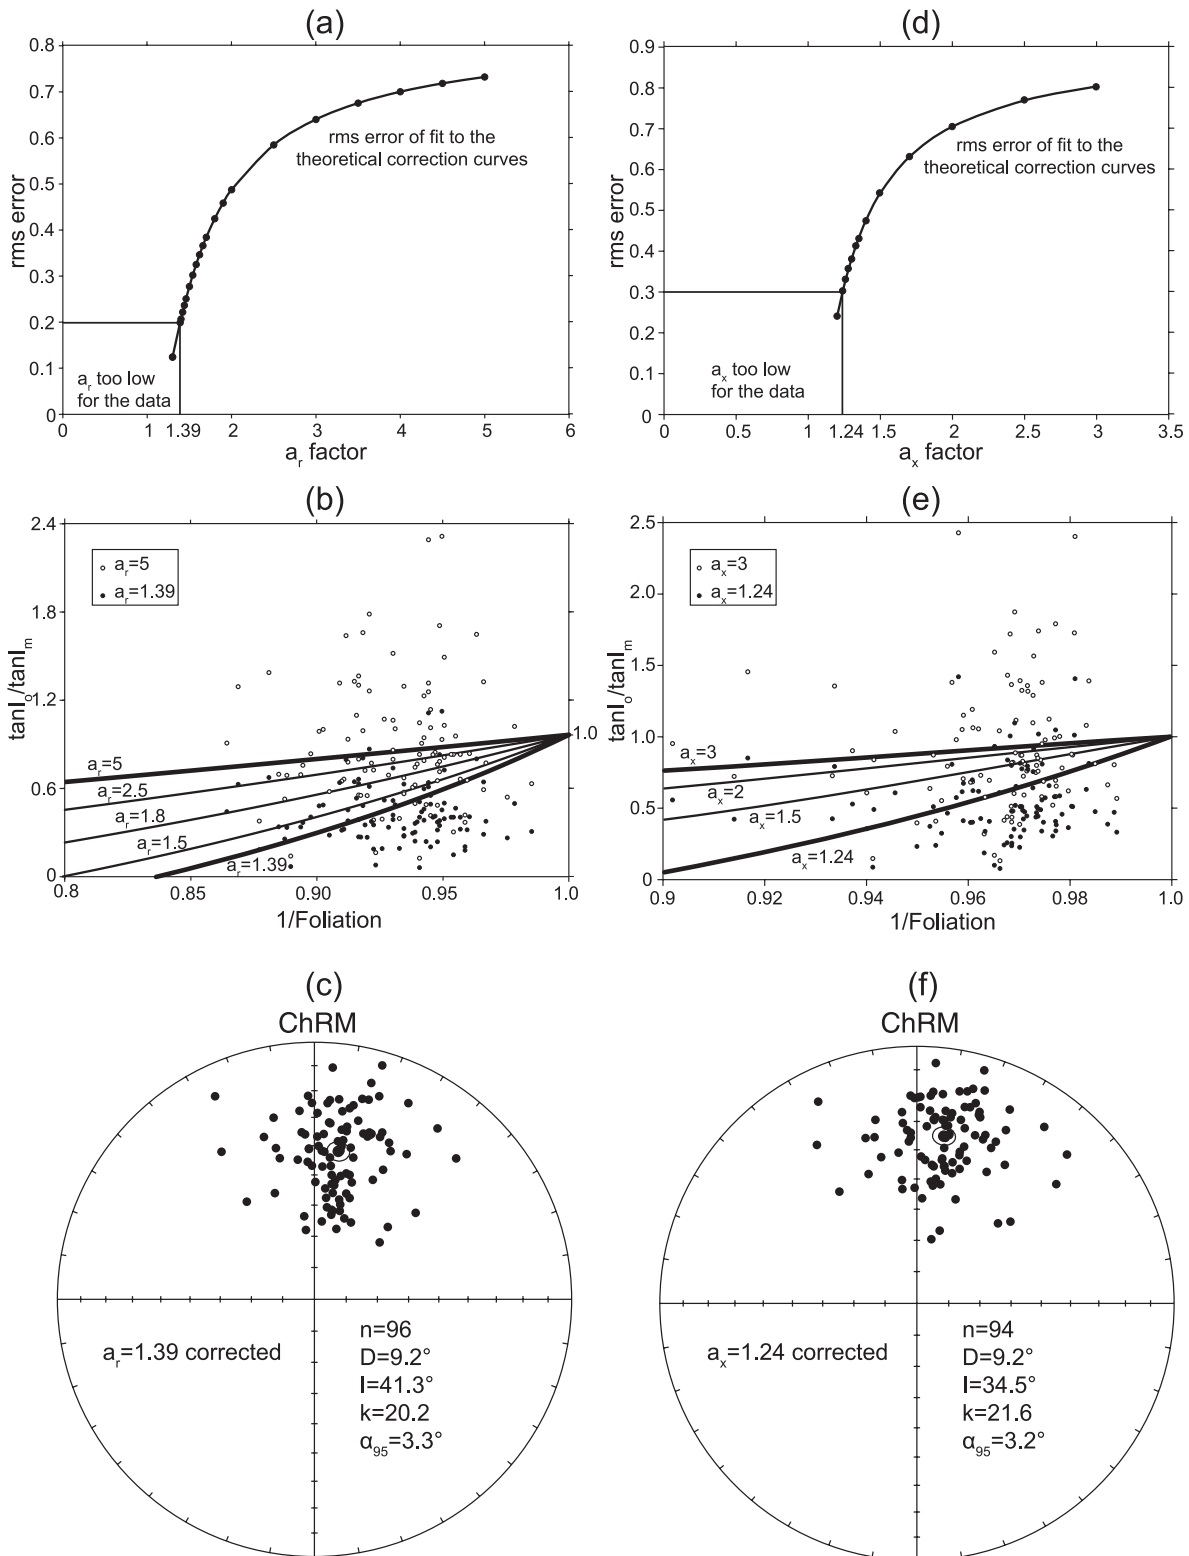 (a)
0.8
0.7
0.6
0.5
0.4
0.3
0.2
0.1
0
rms error
rms error of fit to the
theoretical correction curves
a_r too low
for the data
0 1 1.39 2 3 4 5 6
a_r factor
(d)
0.9
0.8
0.7
0.6
0.5
0.4
0.3
0.2
0.1
0
rms error
rms error of fit to the
theoretical correction curves
a_x too low
for the data
0 0.5 1 1.24 1.5 2 2.5 3 3.5
a_x factor
(b)
2.4
1.8
1.2
0.6
0
tanI_o/tanI_m
a_r=5
a_r=1.39
1.0
a_r=5
a_r=2.5
a_r=1.8
a_r=1.5
a_r=1.39
0.8 0.85 0.90 0.95 1.0
1/Foliation
(e)
2.5
2.0
1.5
1.0
0.5
0
tanI_o/tanI_m
a_x=3
a_x=1.24
a_x=3
a_x=2
a_x=1.5
a_x=1.24
0.9 0.92 0.94 0.96 0.98 1.0
1/Foliation
(c)
ChRM
a_r=1.39 corrected
n=96
D=9.2°
I=41.3°
k=20.2
α_95=3.3°
(f)
ChRM
a_x=1.24 corrected
n=94
D=9.2°
I=34.5°
k=21.6
α_95=3.2°